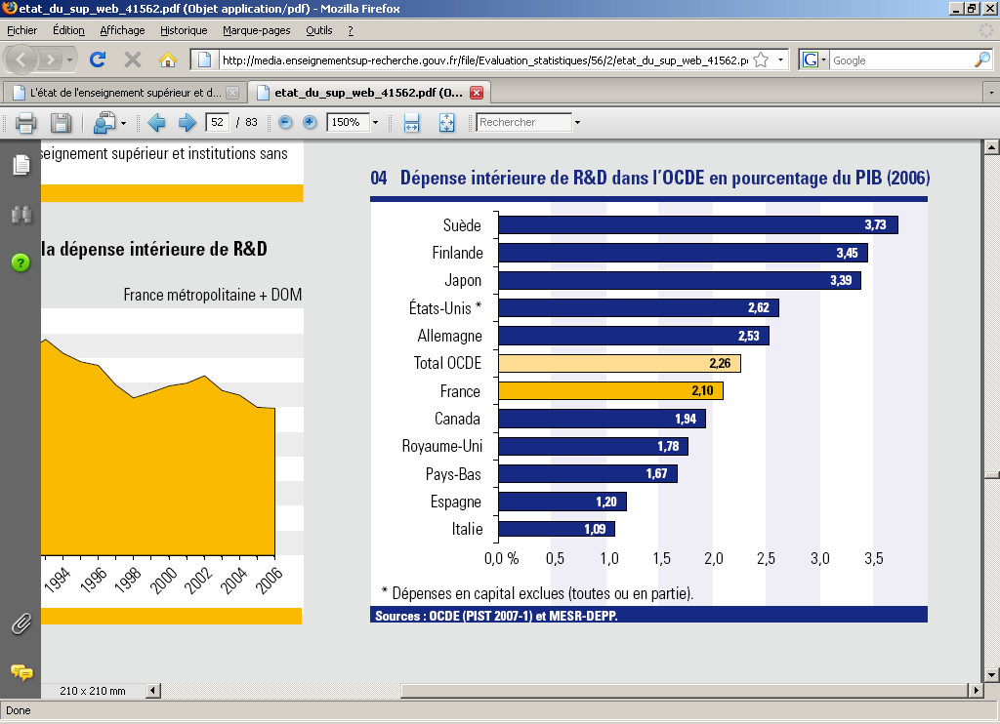 etat_du_sup_web_41562.pdf (Objet application/pdf) - Mozilla Firefox
Fichier Édition Affichage Historique Marque-pages Outils ?
http://media.enseignementsup-recherche.gouv.fr/file/Evaluation_statistiques/56/2/etat_du_sup_web_41562.p
G Google
L'état de l'enseignement supérieur et d... etat_du_sup_web_41562.pdf (O...
52 / 83 150% Rechercher
seignement supérieur et institutions sans
la dépense intérieure de R&D
France métropolitaine + DOM
1994 1996 1998 2000 2002 2004 2006
04 Dépense intérieure de R&D dans l'OCDE en pourcentage du PIB (2006)
Suède 3,73
Finlande 3,45
Japon 3,39
États-Unis * 2,62
Allemagne 2,53
Total OCDE 2,26
France 2,10
Canada 1,94
Royaume-Uni 1,78
Pays-Bas 1,67
Espagne 1,20
Italie 1,09
0,0 % 0,5 1,0 1,5 2,0 2,5 3,0 3,5
* Dépenses en capital exclues (toutes ou en partie).
Sources : OCDE (PIST 2007-1) et MESR-DEPP.
210 x 210 mm
Done